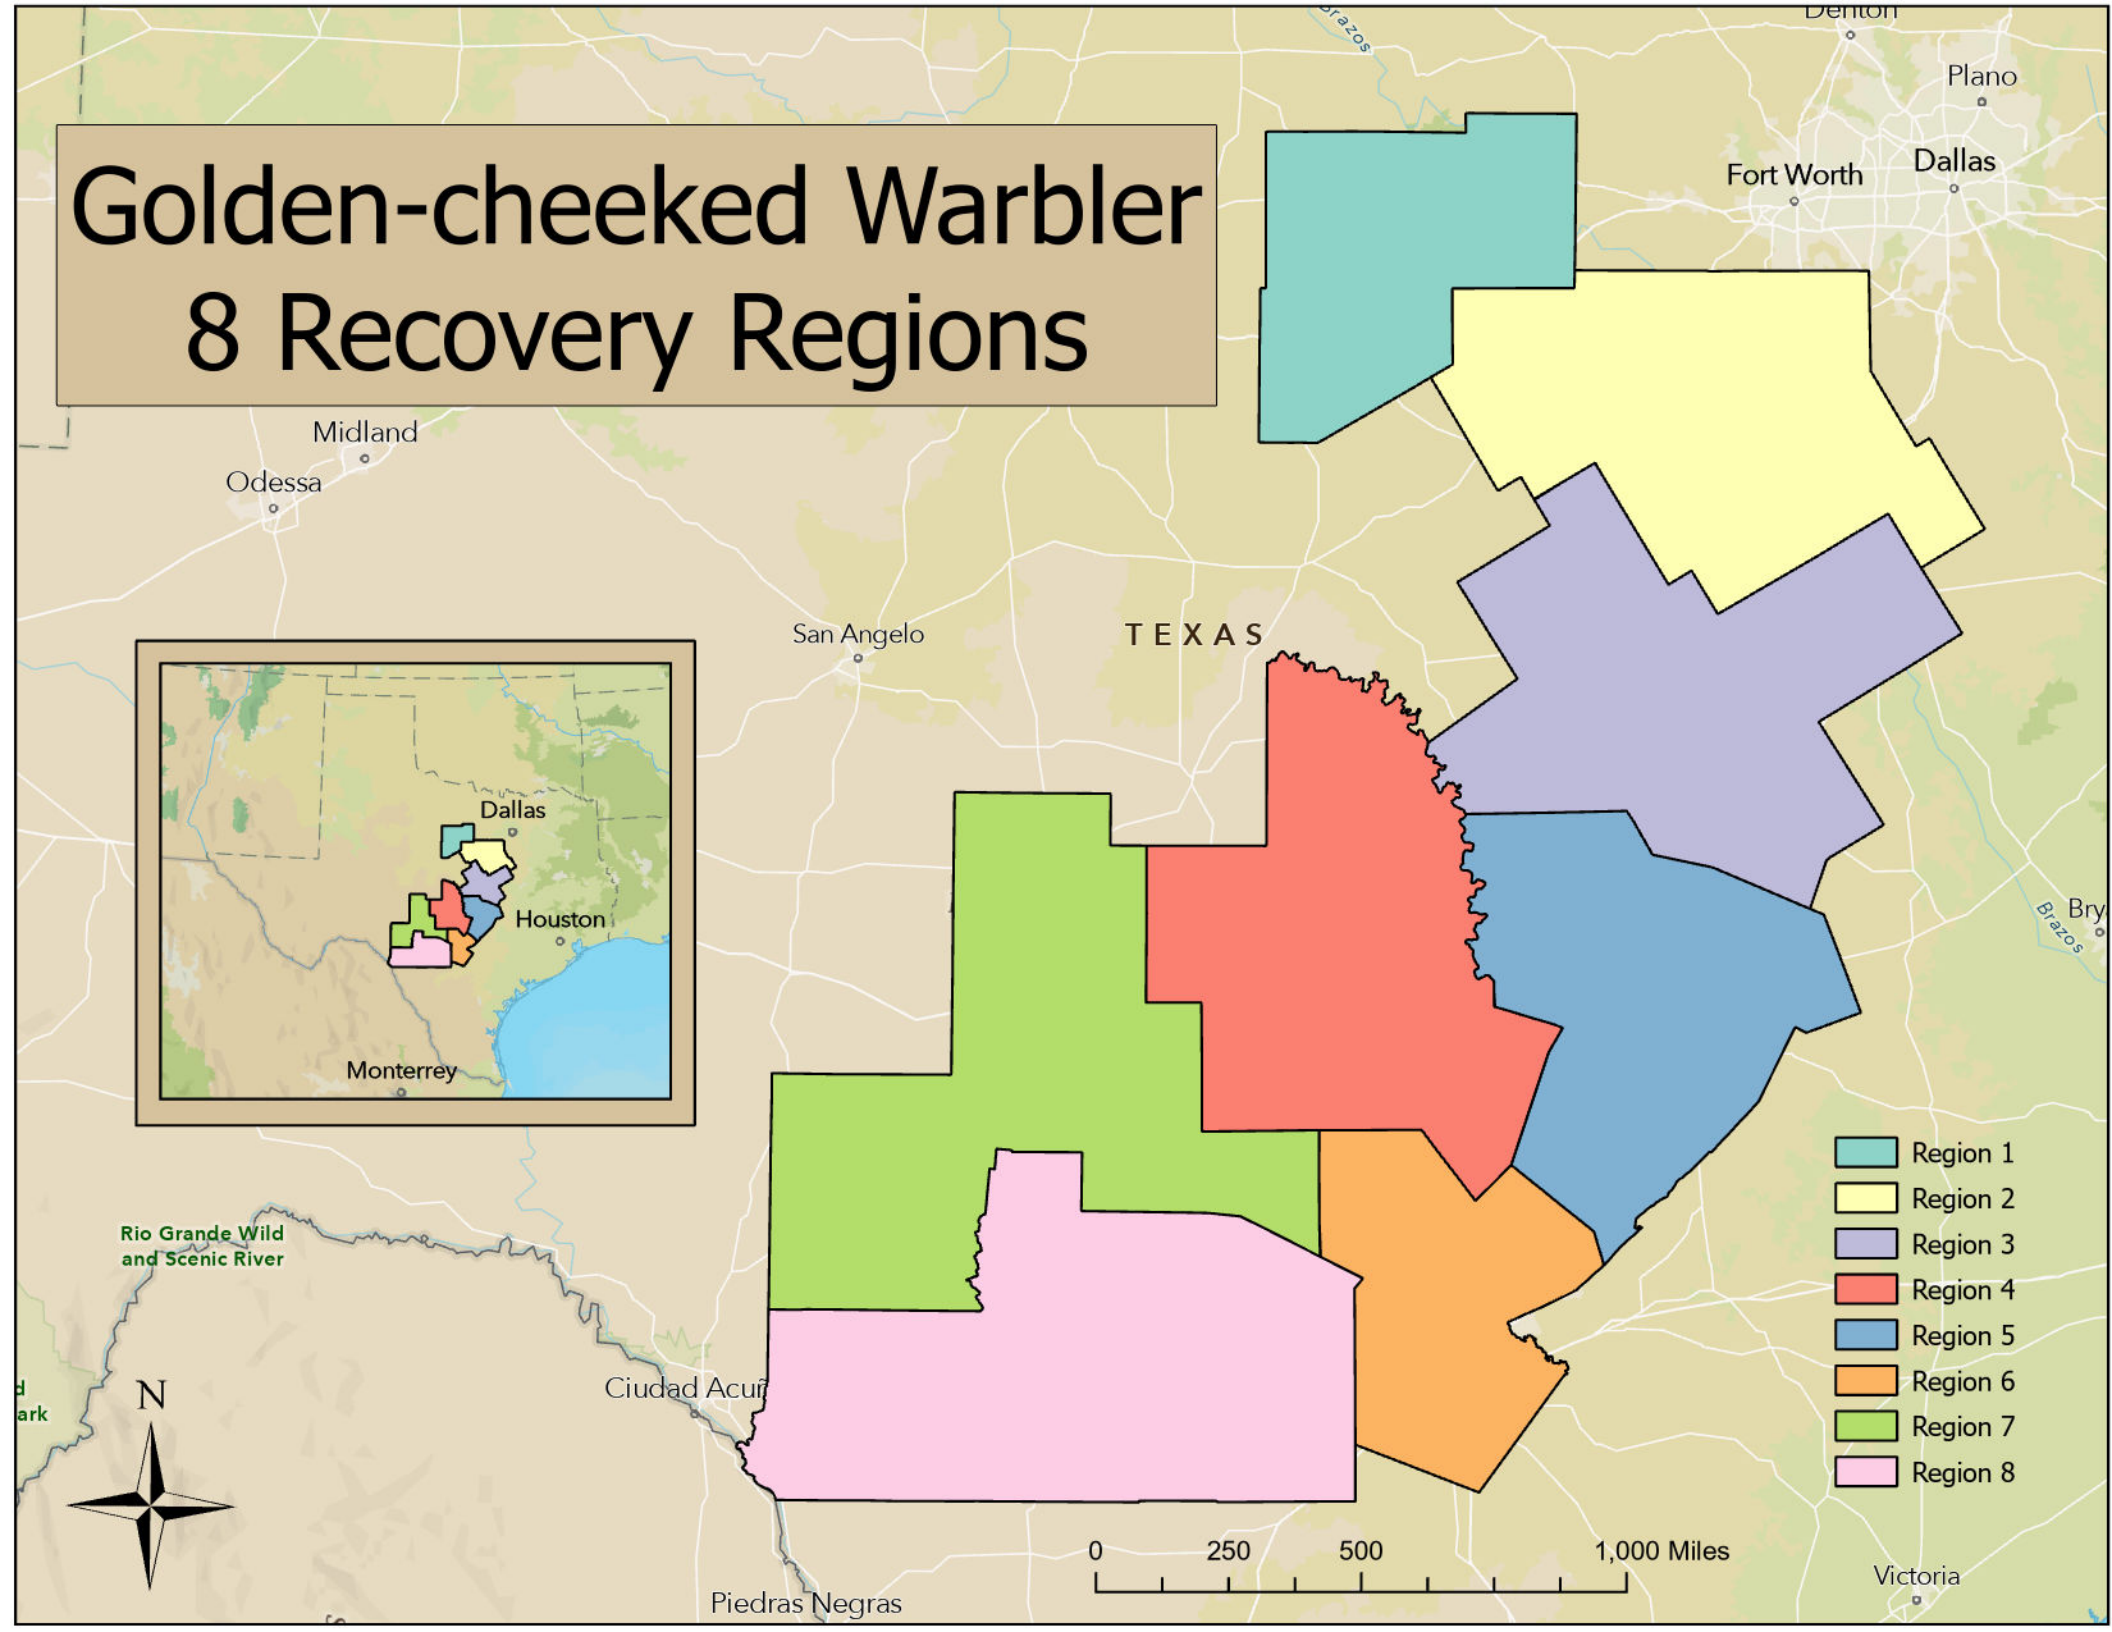 Denton
Brazos
Plano
Dallas
Fort Worth
Golden-cheeked Warbler
8 Recovery Regions
Midland
Odessa
San Angelo
TEXAS
Dallas
Houston
Monterrey
Bry
Brazos
Rio Grande Wild
and Scenic River
Region 1
Region 2
Region 3
Region 4
Region 5
Region 6
Region 7
Region 8
Ciudad Acuñ
d
ark
N
0 250 500 1,000 Miles
Victoria
Piedras Negras